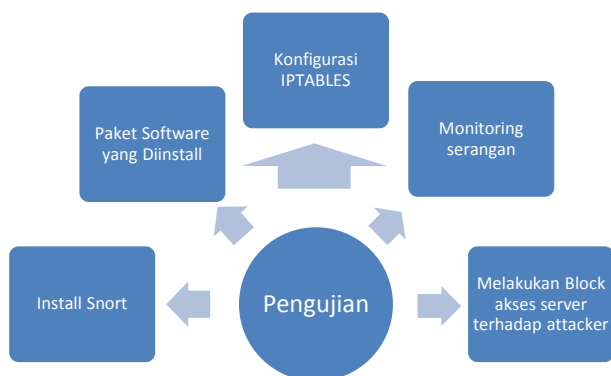 Konfigurasi
IPTABLES
Paket Software
yang Diinstall
Monitoring
serangan
Install Snort
Pengujian
Melakukan Block
akses server
terhadap attacker